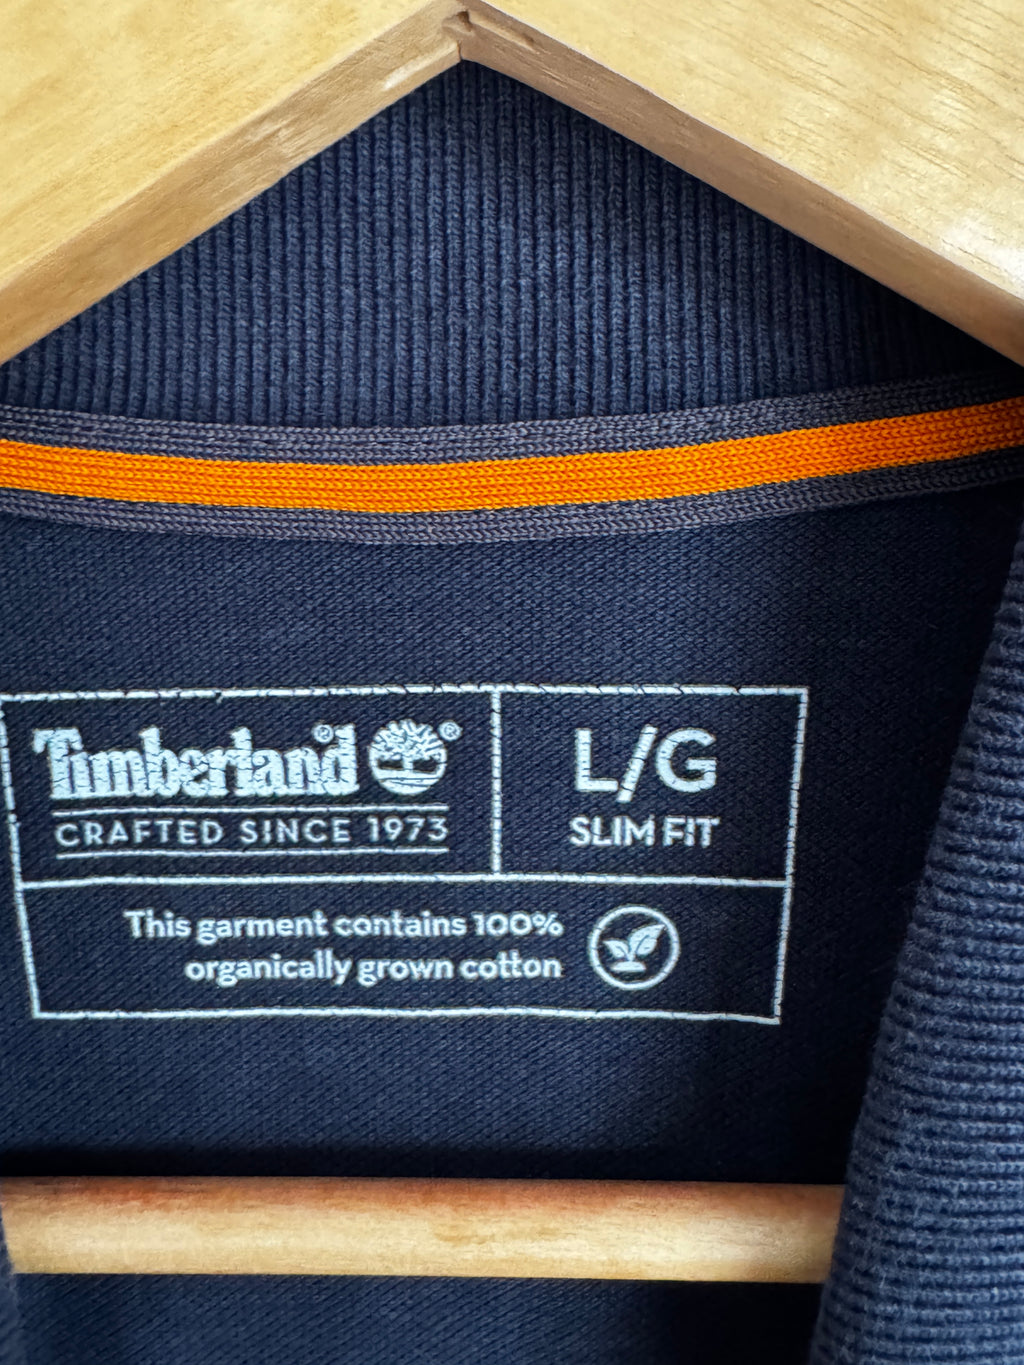 Timberland®
CRAFTED SINCE 1973
L/G
SLIM FIT
This garment contains 100%
organically grown cotton